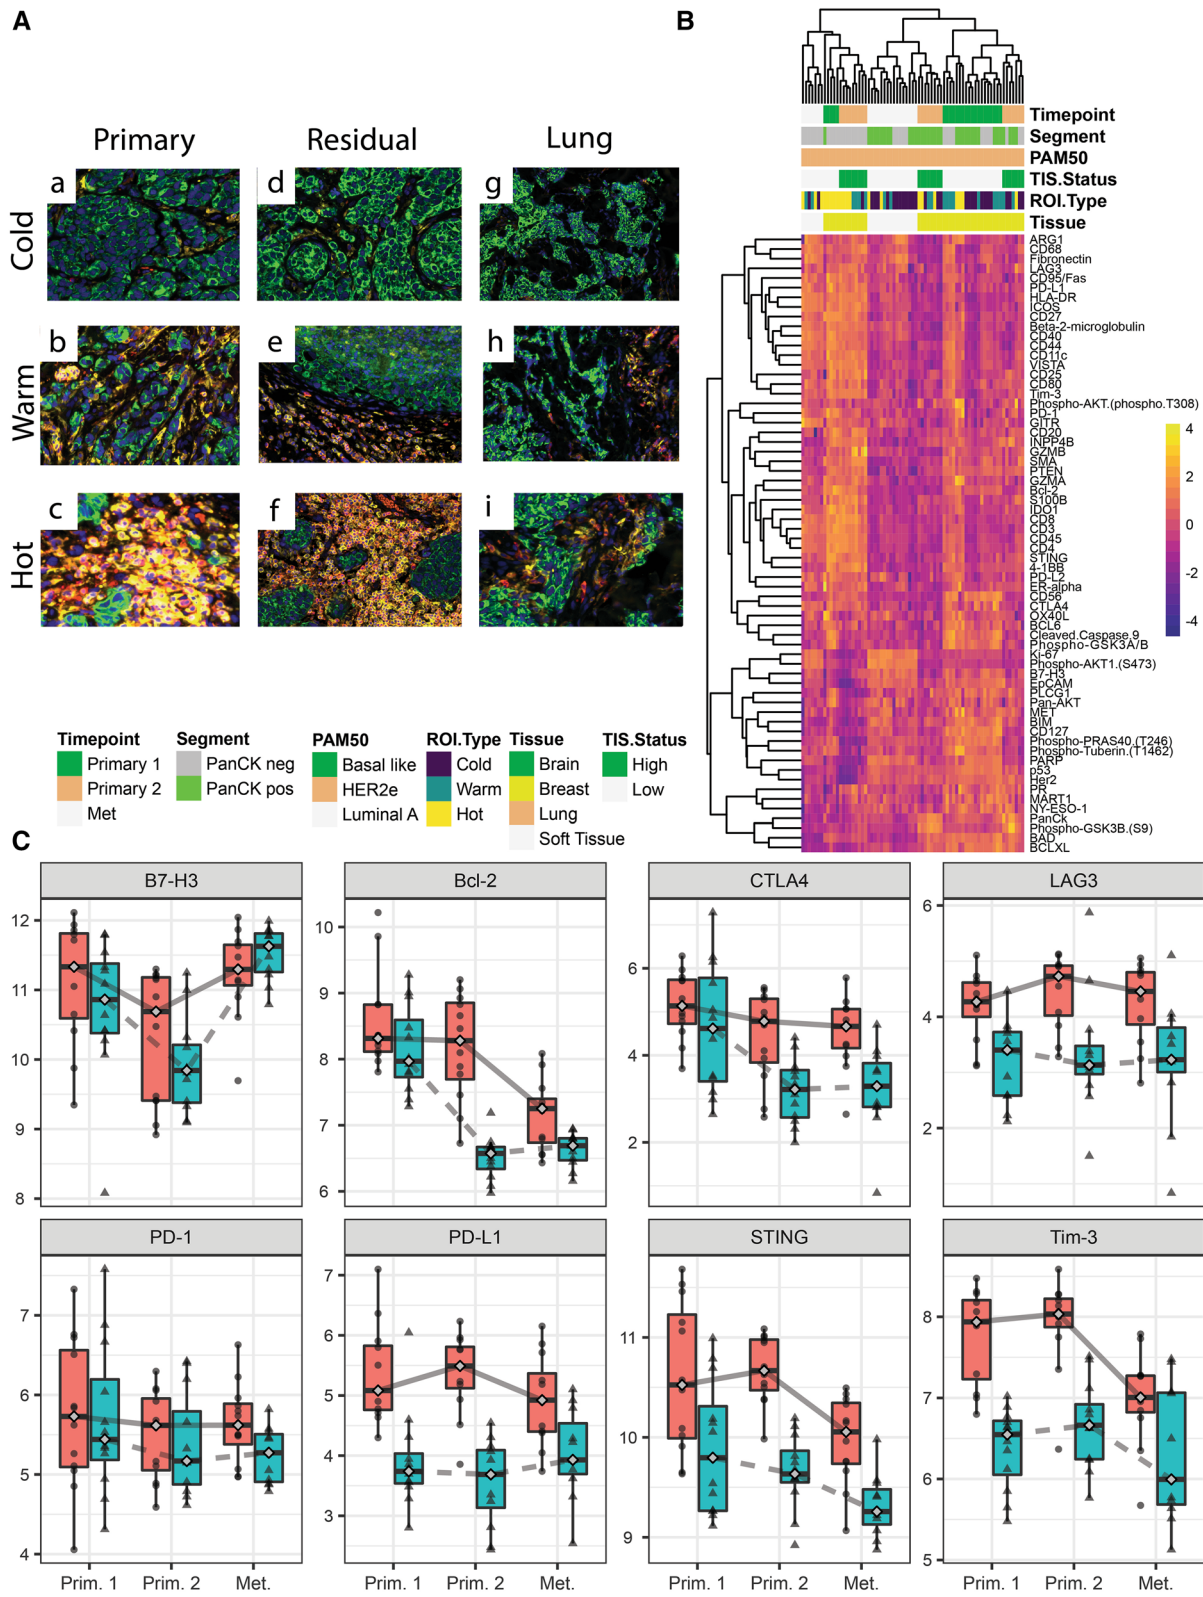 A
B
Primary
Residual
Lung
Cold
Warm
Hot
a
d
g
b
e
h
c
f
i
Timepoint
Segment
PAM50
TIS.Status
ROI.Type
Tissue
ARG1
CD68
Fibronectin
LAG3
CD95/Fas
PD-L1
HLA-DR
ICOS
CD27
Beta-2-microglobulin
CD40
CD44
CD11c
VISTA
CD25
CD80
Tim-3
Phospho-AKT.(phospho.T308)
PD-1
GITR
CD20
INPP4B
GZMB
SMA
PTEN
GZMA
Bcl-2
S100B
IDO1
CD8
CD3
CD45
CD4
STING
4-1BB
PD-L2
ER-alpha
CD56
CTLA4
OX40L
BCL6
Cleaved.Caspase.9
Phospho-GSK3A/B
Ki-67
Phospho-AKT1.(S473)
B7-H3
EpCAM
PLCG1
Pan-AKT
MET
BIM
CD127
Phospho-PRAS40.(T246)
Phospho-Tuberin.(T1462)
PARP
p53
Her2
PR
MART1
NY-ESO-1
PanCk
Phospho-GSK3B.(S9)
BAD
BCLXL
4
2
0
-2
-4
Timepoint
Primary 1
Primary 2
Met
Segment
PanCK neg
PanCK pos
PAM50
Basal like
HER2e
Luminal A
ROI.Type
Cold
Warm
Hot
Tissue
Brain
Breast
Lung
Soft Tissue
TIS.Status
High
Low
C
B7-H3
Bcl-2
CTLA4
LAG3
12
11
10
9
8
10
9
8
7
6
6
4
2
6
4
2
PD-1
PD-L1
STING
Tim-3
7
6
5
4
7
6
5
4
3
11
10
9
8
7
6
5
Prim. 1 Prim. 2 Met.
Prim. 1 Prim. 2 Met.
Prim. 1 Prim. 2 Met.
Prim. 1 Prim. 2 Met.